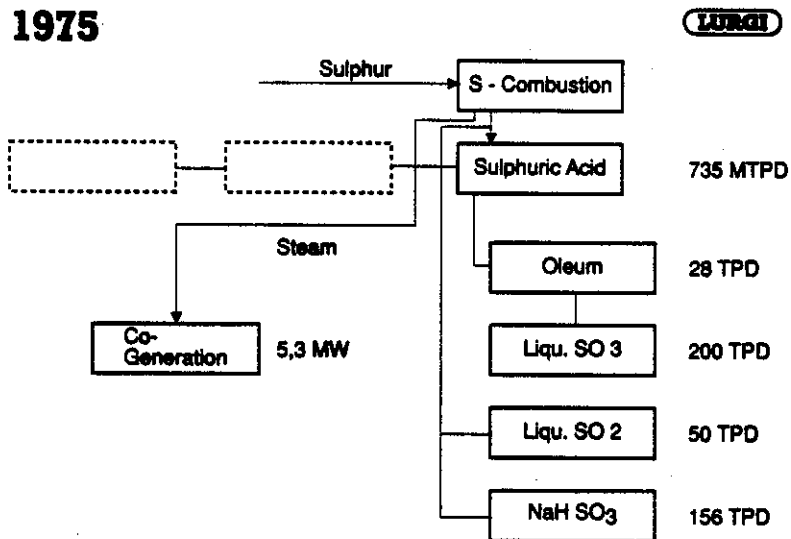 1975
LURGI
Sulphur
S - Combustion
Sulphuric Acid
735 MTPD
Steam
Oleum
28 TPD
Co-
Generation
5,3 MW
Liqu. SO 3
200 TPD
Liqu. SO 2
50 TPD
NaH SO3
156 TPD